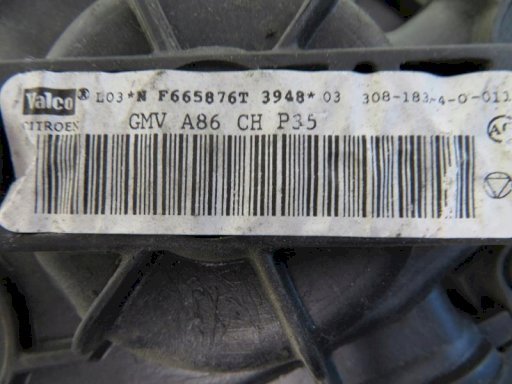 Valeo® L03*N F665876T 3948* 03 308-183-4-0-011
CITROEN GMV A86 CH P35